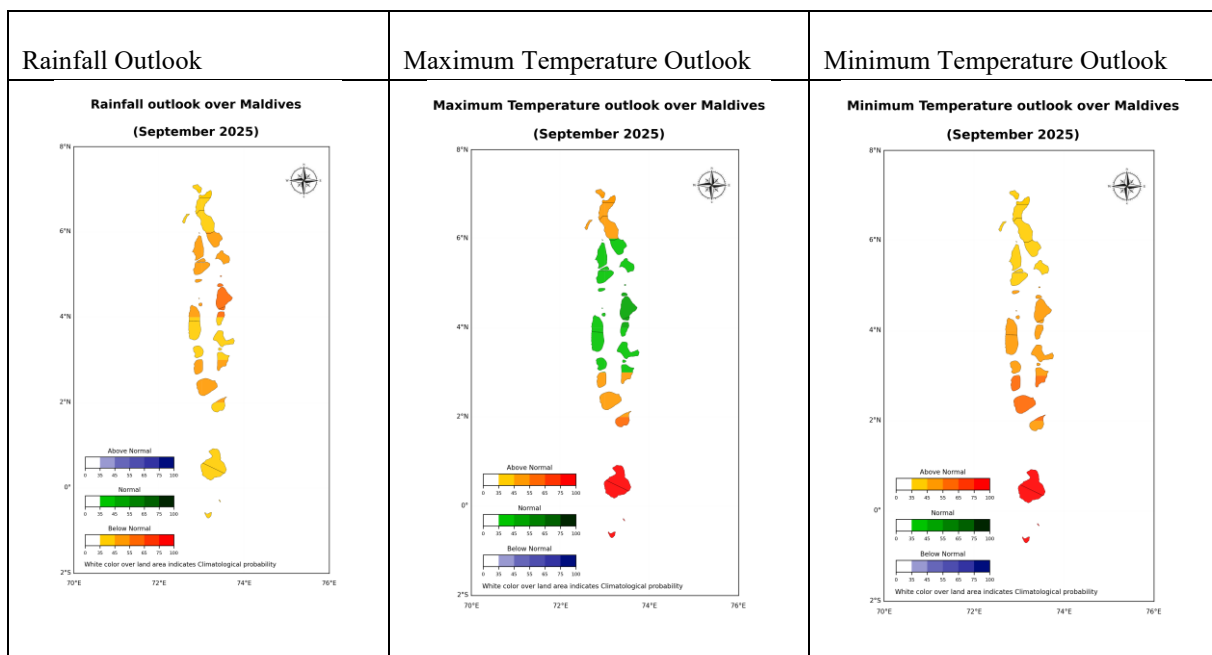 Rainfall Outlook
Maximum Temperature Outlook
Minimum Temperature Outlook
Rainfall outlook over Maldives
(September 2025)
8°N
6°N
4°N
2°N
0°
2°S
70°E 72°E 74°E 76°E
Above Normal
0 35 45 55 65 75 100
Normal
0 35 45 55 65 75 100
Below Normal
0 35 45 55 65 75 100
White color over land area indicates Climatological probability
Maximum Temperature outlook over Maldives
(September 2025)
8°N
6°N
4°N
2°N
0°
2°S
70°E 72°E 74°E 76°E
Above Normal
0 35 45 55 65 75 100
Normal
0 35 45 55 65 75 100
Below Normal
0 35 45 55 65 75 100
White color over land area indicates Climatological probability
Minimum Temperature outlook over Maldives
(September 2025)
8°N
6°N
4°N
2°N
0°
2°S
70°E 72°E 74°E 76°E
Above Normal
0 35 45 55 65 75 100
Normal
0 35 45 55 65 75 100
Below Normal
0 35 45 55 65 75 100
White color over land area indicates Climatological probability